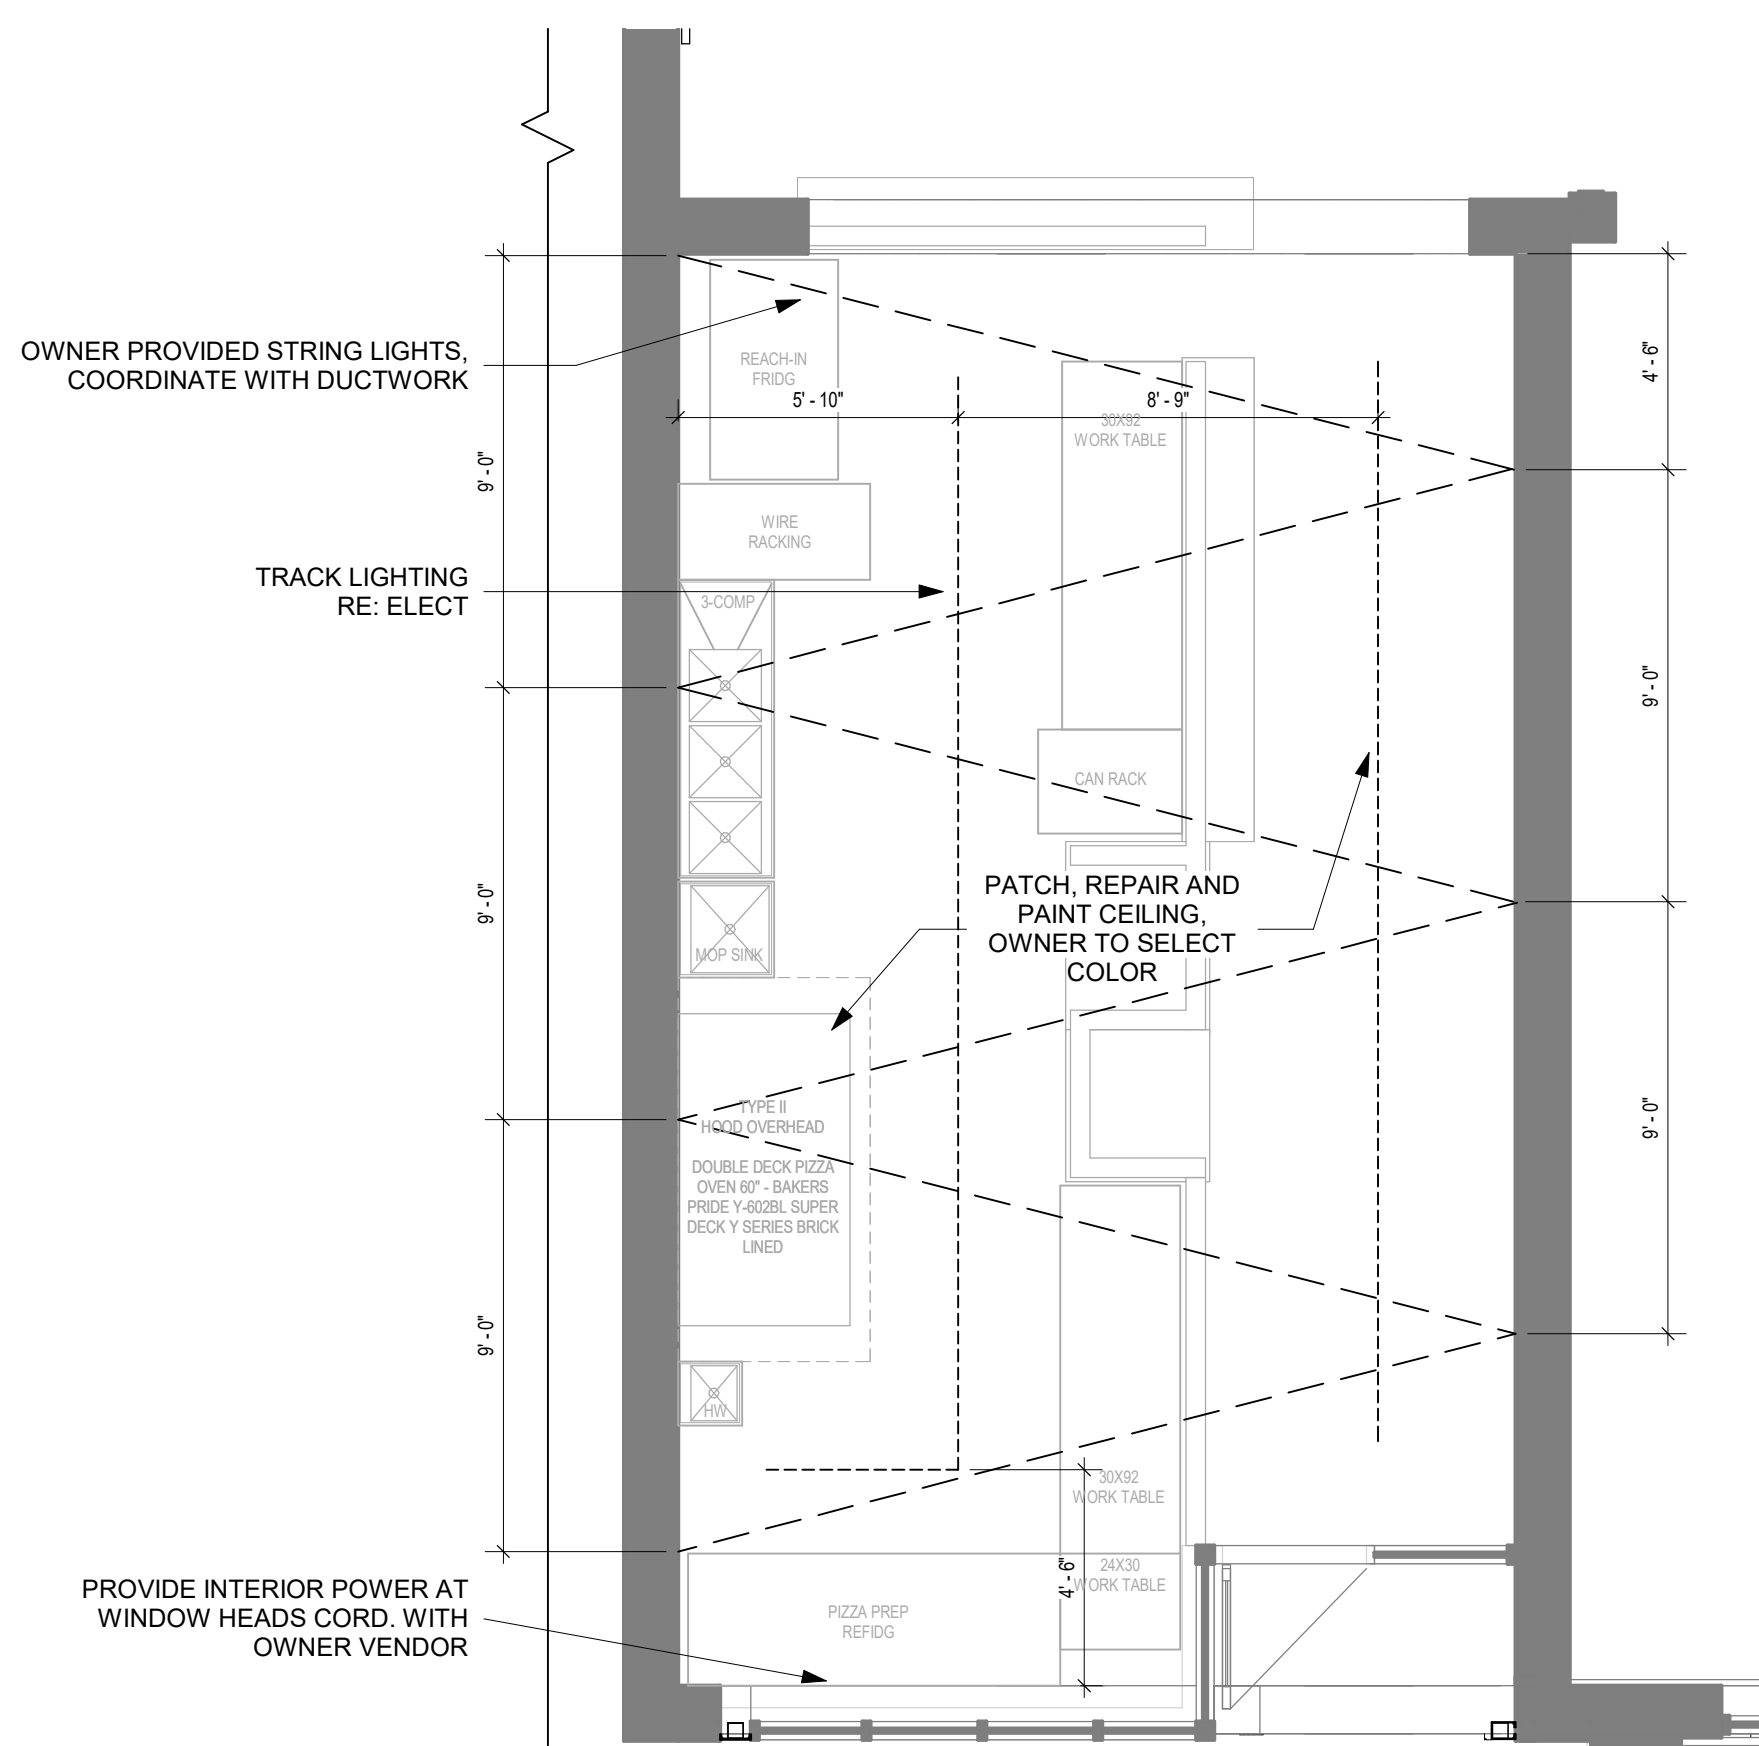 OWNER PROVIDED STRING LIGHTS,
COORDINATE WITH DUCTWORK
REACH-IN
FRIDG
5' - 10"
8' - 9"
4' - 6"
30X92
WORK TABLE
9' - 0"
WIRE
RACKING
TRACK LIGHTING
RE: ELECT
3-COMP
9' - 0"
CAN RACK
PATCH, REPAIR AND
PAINT CEILING,
OWNER TO SELECT
COLOR
9' - 0"
MOP SINK
TYPE II
HOOD OVERHEAD
9' - 0"
DOUBLE DECK PIZZA
OVEN 60" - BAKERS
PRIDE Y-602BL SUPER
DECK Y SERIES BRICK
LINED
9' - 0"
HW
30X92
WORK TABLE
4' - 6"
24X30
WORK TABLE
PIZZA PREP
REFIDG
PROVIDE INTERIOR POWER AT
WINDOW HEADS CORD. WITH
OWNER VENDOR